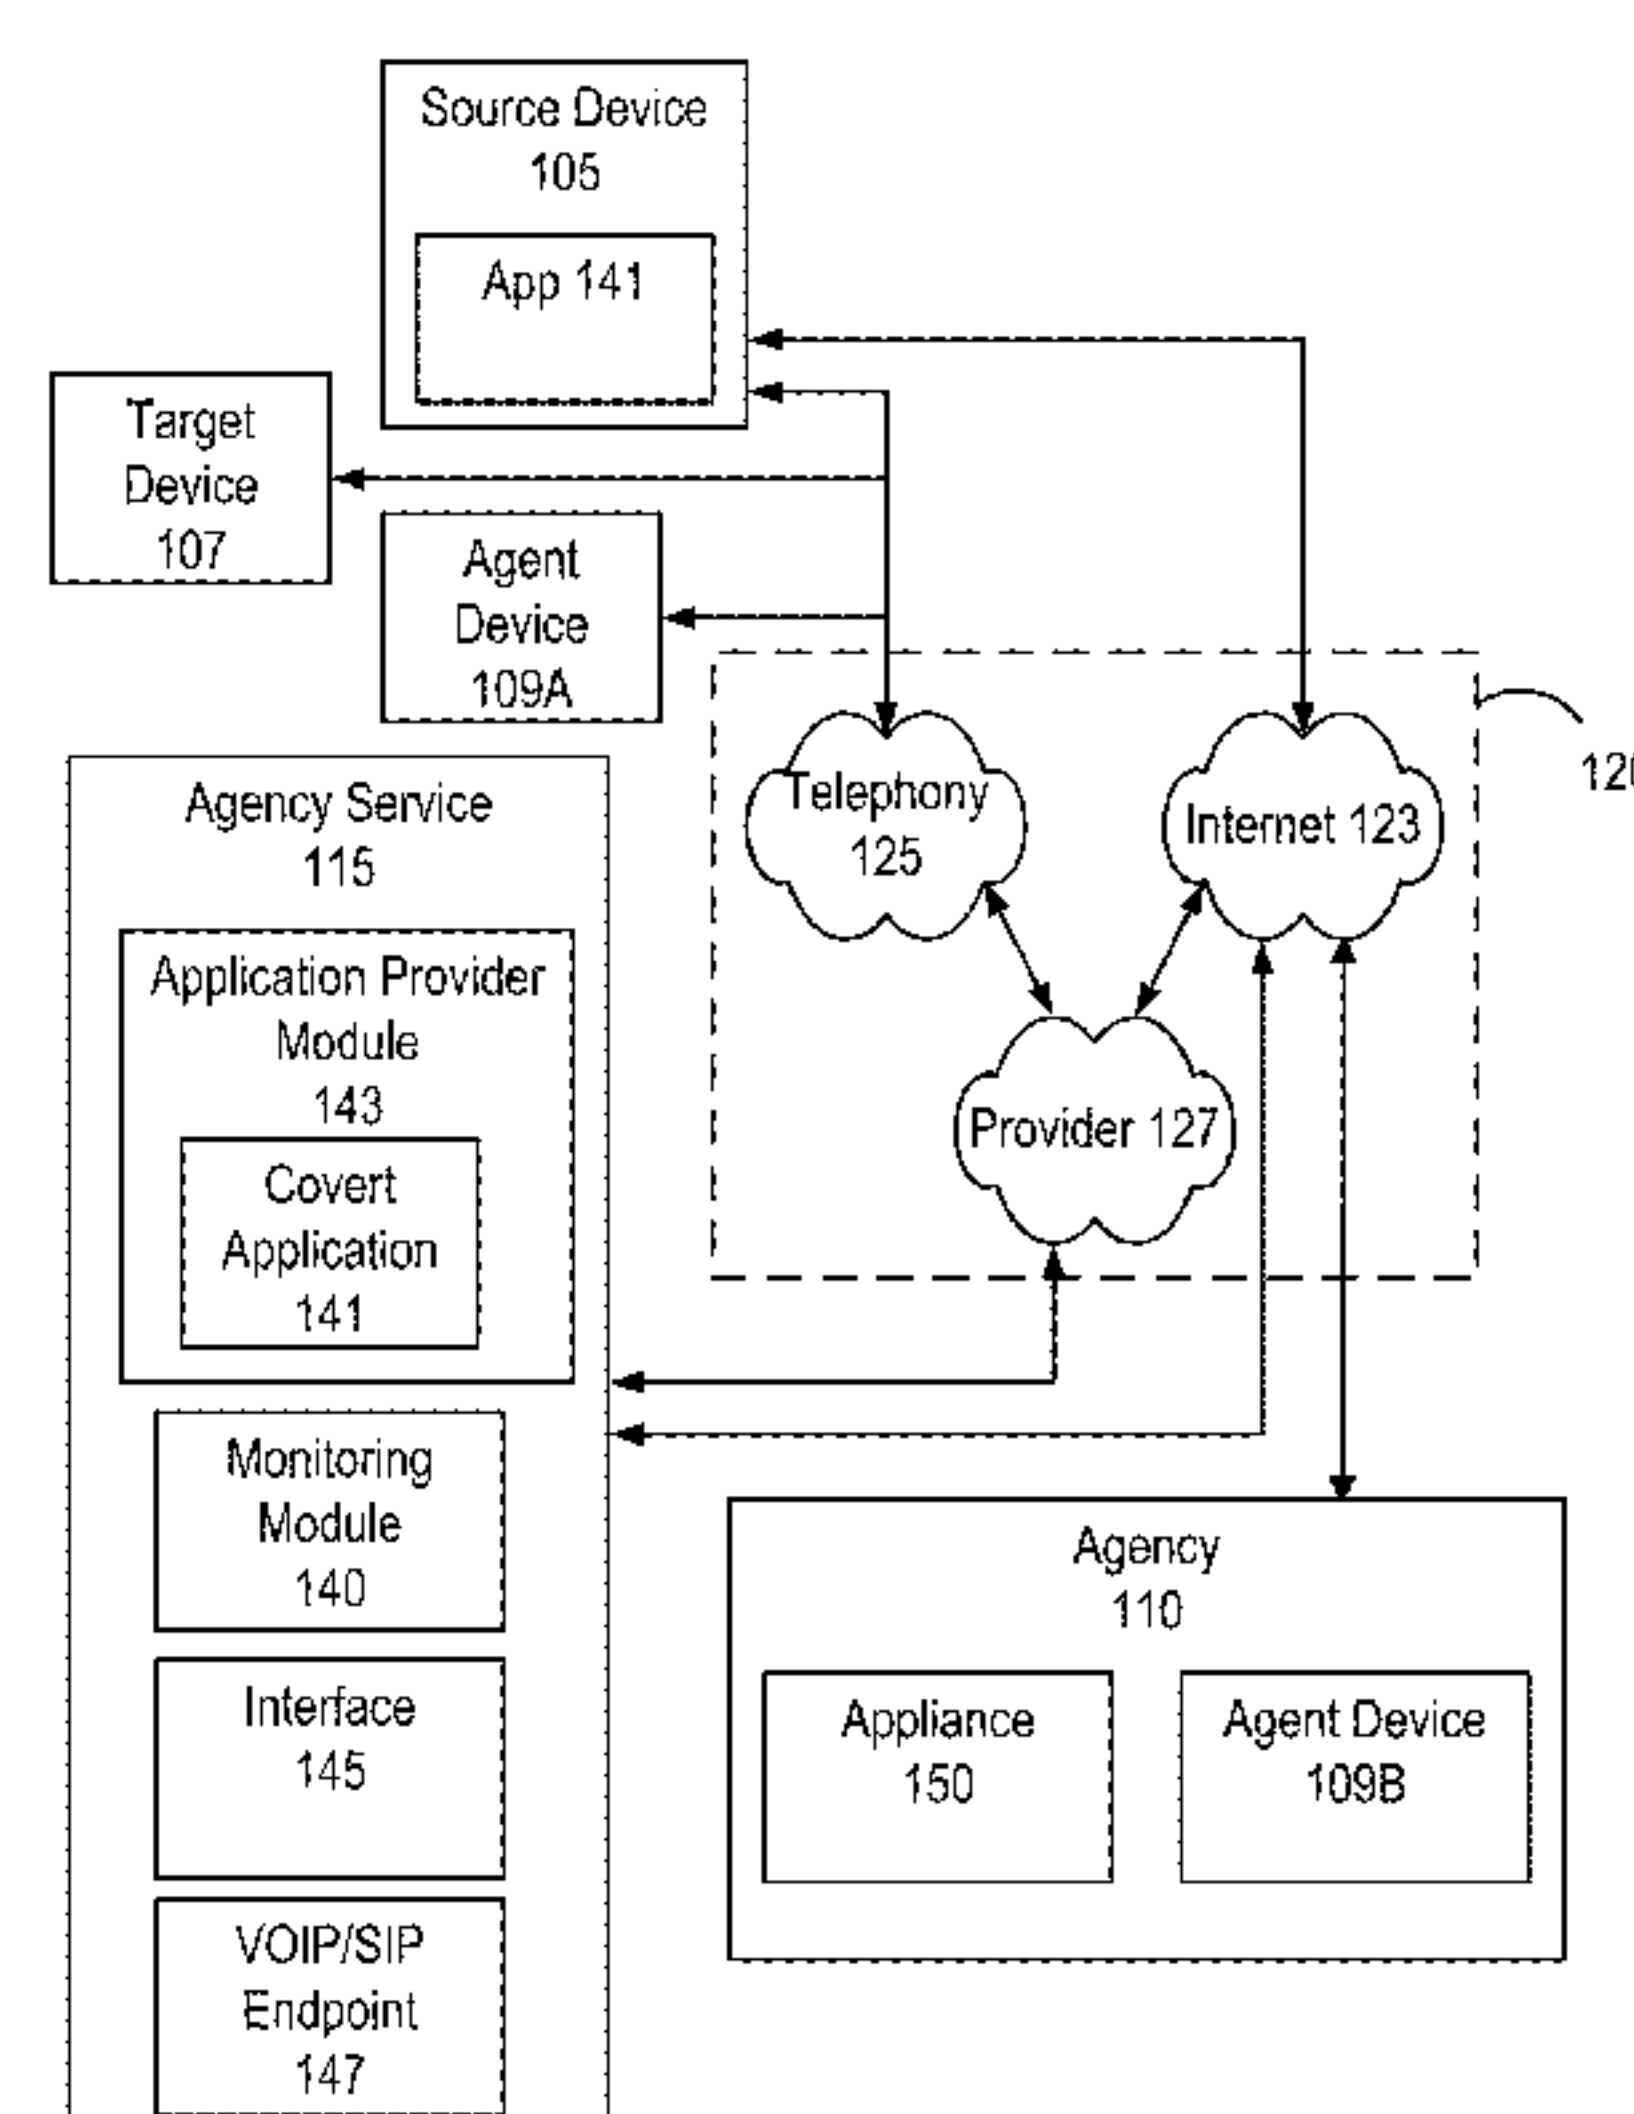 Source Device
105
App 141
Target
Device
107
Agent
Device
109A
Agency Service
115
Application Provider
Module
143
Covert
Application
141
Monitoring
Module
140
Interface
145
VOIP/SIP
Endpoint
147
Telephony
125
Internet 123
Provider 127
Agency
110
Appliance
150
Agent Device
109B